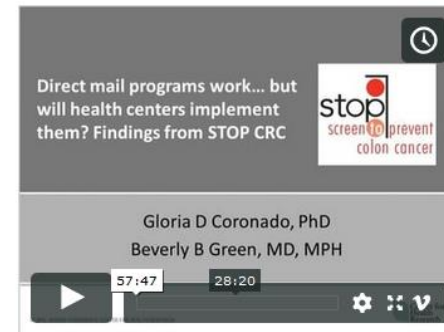 Direct mail programs work... but
will health centers implement
them? Findings from STOP CRC
stop
screen to prevent
colon cancer
Gloria D Coronado, PhD
Beverly B Green, MD, MPH
57:47
28:20